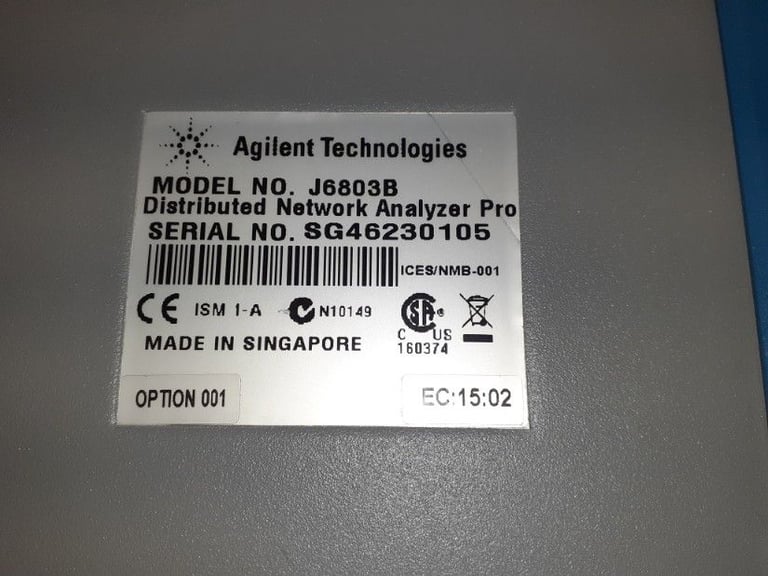 Agilent Technologies
MODEL NO. J6803B
Distributed Network Analyzer Pro
SERIAL NO. SG46230105
ICES/NMB-001
CE ISM 1-A N10149 SA ®
C US
160374
MADE IN SINGAPORE
OPTION 001 EC:15:02